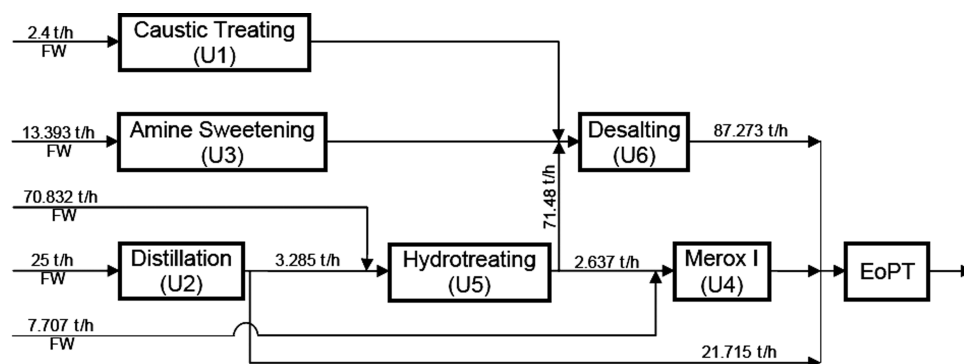 2.4 t/h
FW
Caustic Treating
(U1)
13.393 t/h
FW
Amine Sweetening
(U3)
Desalting
(U6)
87.273 t/h
70.832 t/h
FW
71.48 t/h
25 t/h
FW
Distillation
(U2)
3.285 t/h
Hydrotreating
(U5)
2.637 t/h
Merox I
(U4)
EoPT
7.707 t/h
FW
21.715 t/h